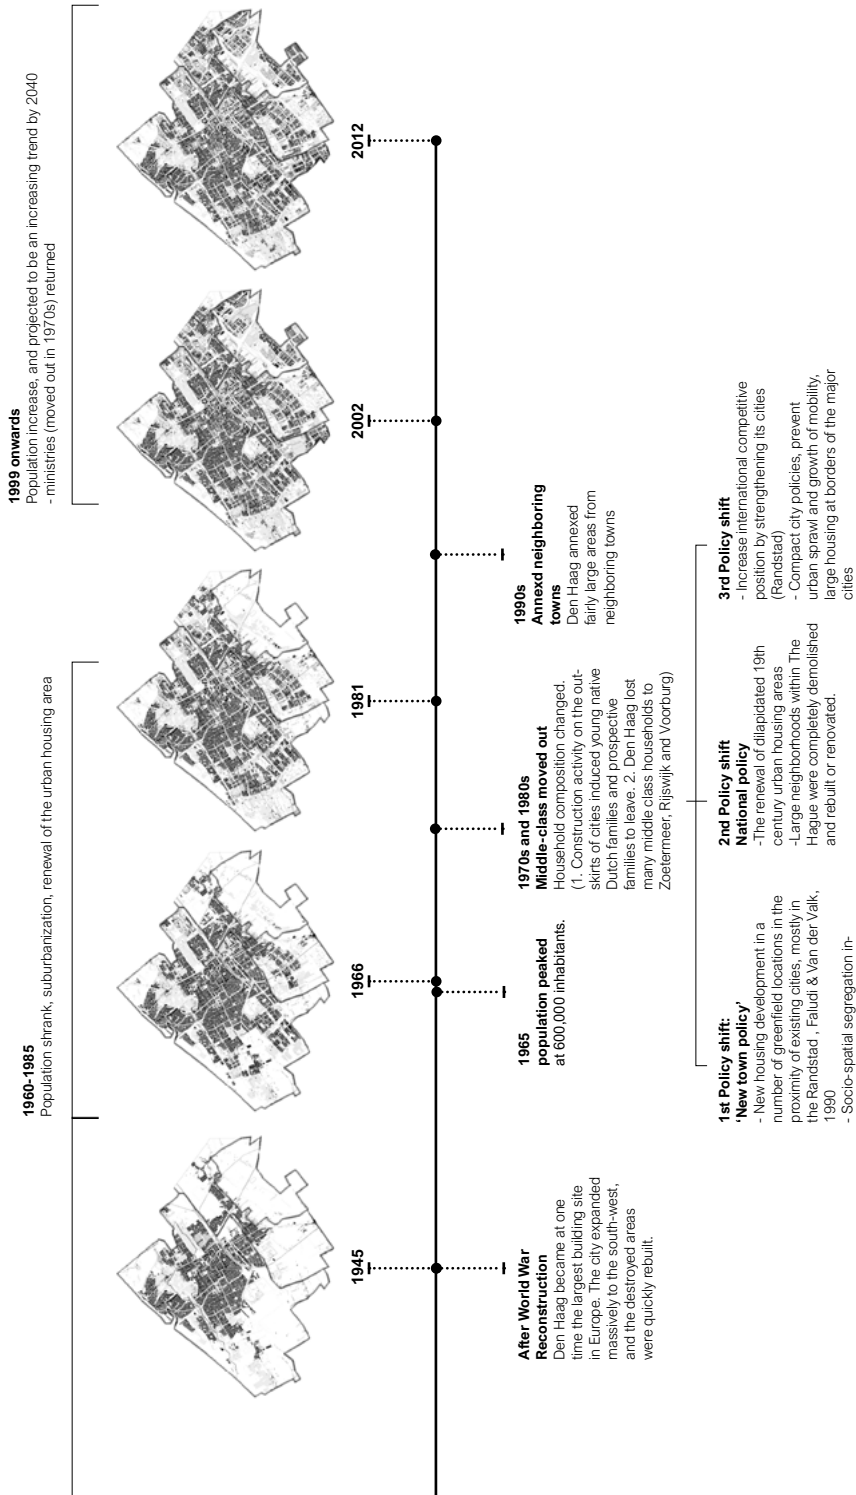 1960-1985
Population shrank, suburbanization, renewal of the urban housing area
1999 onwards
Population increase, and projected to be an increasing trend by 2040
- ministries (moved out in 1970s) returned
1945
1966
1981
2002
2012
After World War
Reconstruction
Den Haag became at one
time the largest building site
in Europe. The city expanded
massively to the south-west,
and the destroyed areas
were quickly rebuilt.
1965
population peaked
at 600,000 inhabitants.
1970s and 1980s
Middle-class moved out
Household composition changed.
(1. Construction activity on the out-
skirts of cities induced young native
Dutch families and prospective
families to leave. 2. Den Haag lost
many middle class households to
Zoetermeer, Rijswijk and Voorburg)
1990s
Annexd neighboring
towns
Den Haag annexed
fairly large areas from
neighboring towns
1st Policy shift:
‘New town policy’
- New housing development in a
number of greenfield locations in the
proximity of existing cities, mostly in
the Randstad , Faludi & Van der Valk,
1990
- Socio-spatial segregation in-
2nd Policy shift
National policy
-The renewal of dilapidated 19th
century urban housing areas
-Large neighborhoods within The
Hague were completely demolished
and rebuilt or renovated.
3rd Policy shift
- Increase international competitive
position by strengthening its cities
(Randstad)
- Compact city policies, prevent
urban sprawl and growth of mobility,
large housing at borders of the major
cities